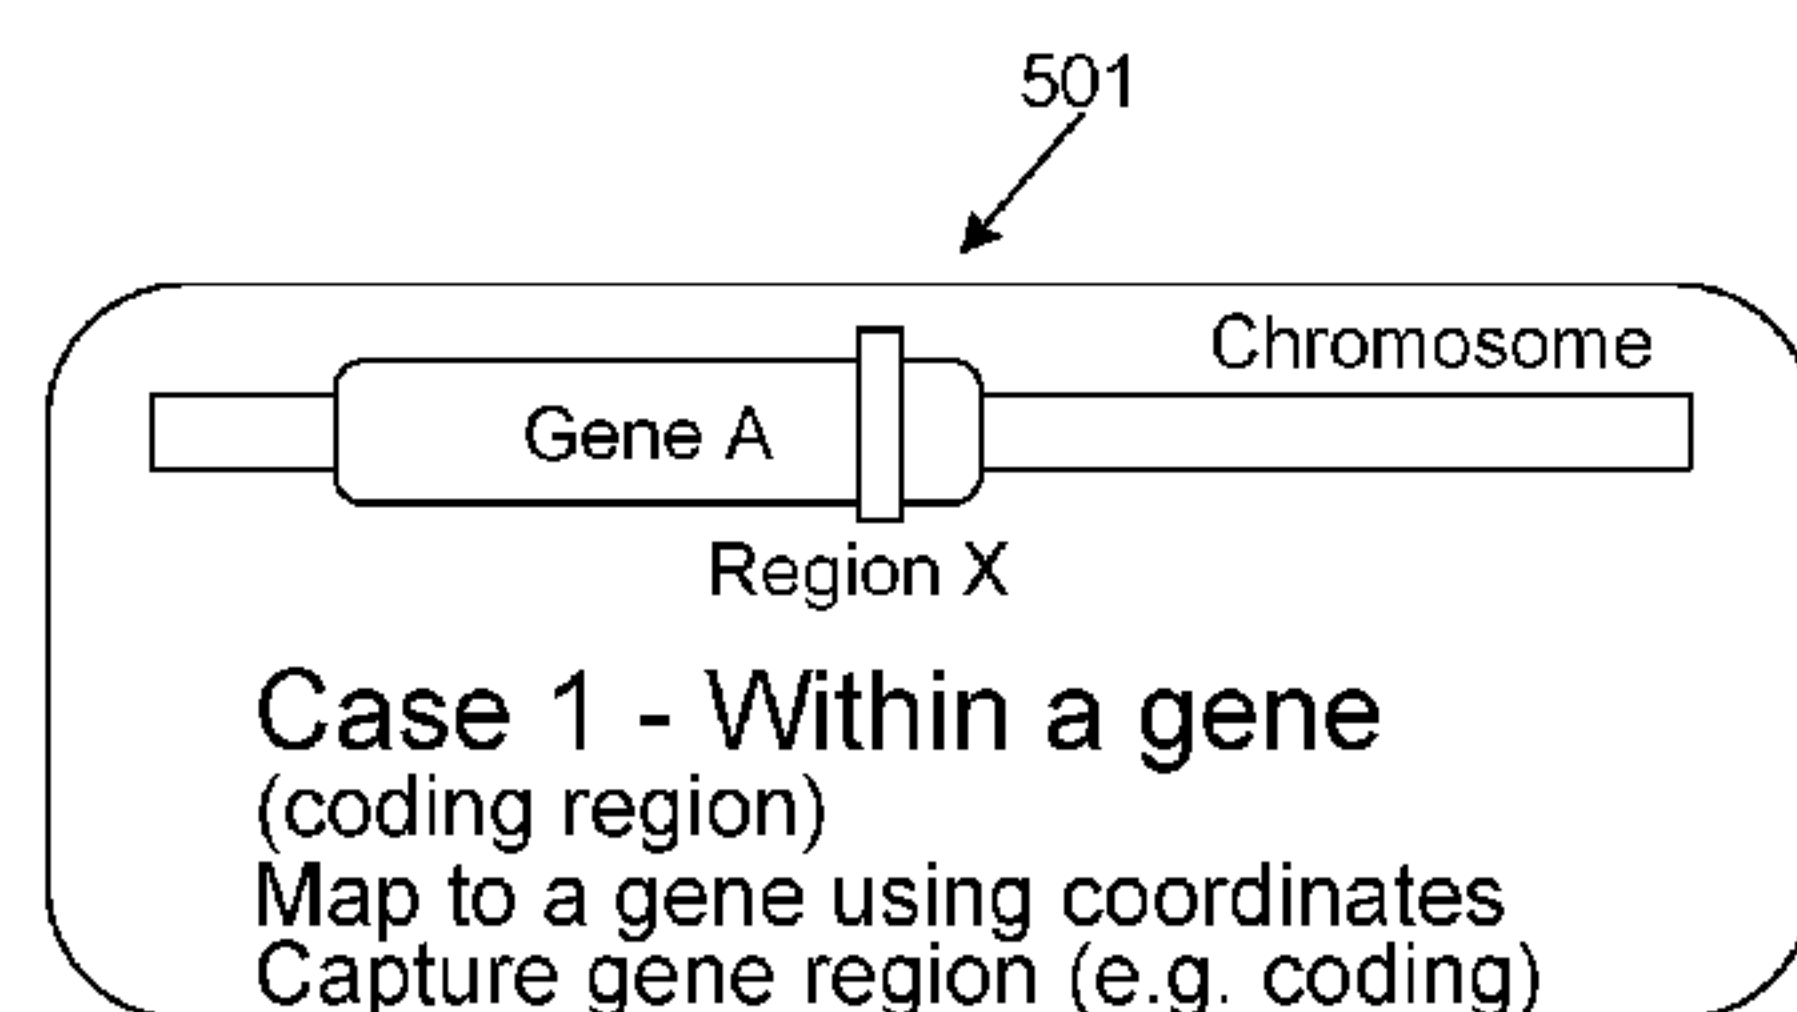 501
Chromosome
Gene A
Region X
Case 1 - Within a gene
(coding region)
Map to a gene using coordinates
Capture gene region (e.g. coding)